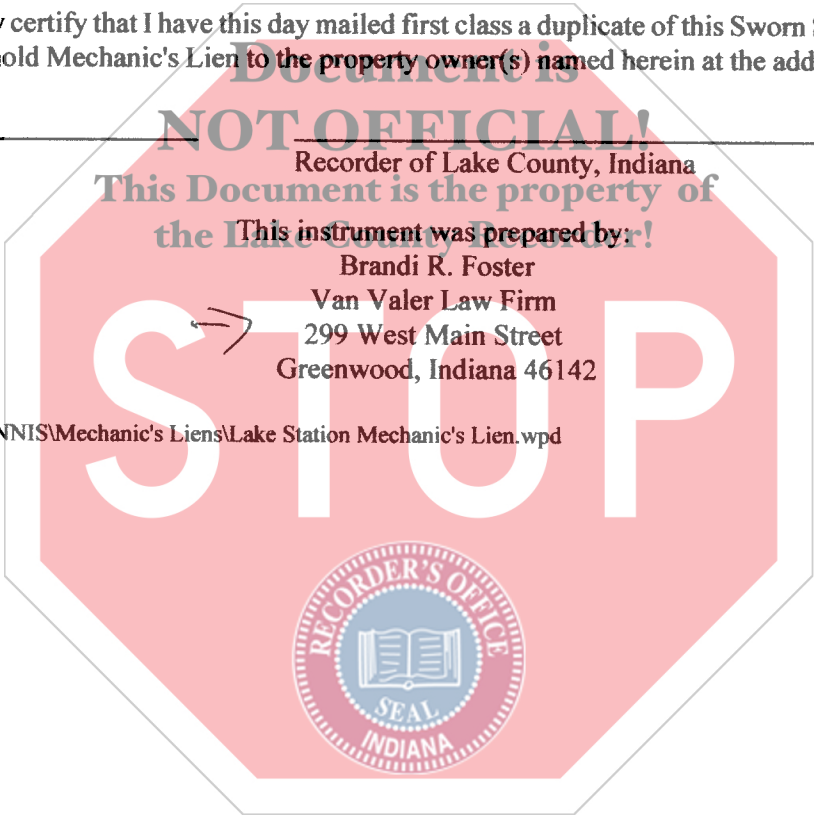 certify that I have this day mailed first class a duplicate of this Sworn
old Mechanic's Lien to the property owner(s) named herein at the add
Document is
NOT OFFICIAL!
Recorder of Lake County, Indiana
This Document is the property of
the Lake County Recorder!
This instrument was prepared by:
Brandi R. Foster
Van Valer Law Firm
299 West Main Street
Greenwood, Indiana 46142
NNIS\Mechanic's Liens\Lake Station Mechanic's Lien.wpd
STOP
RECORDER'S OFFICE
SEAL
INDIANA